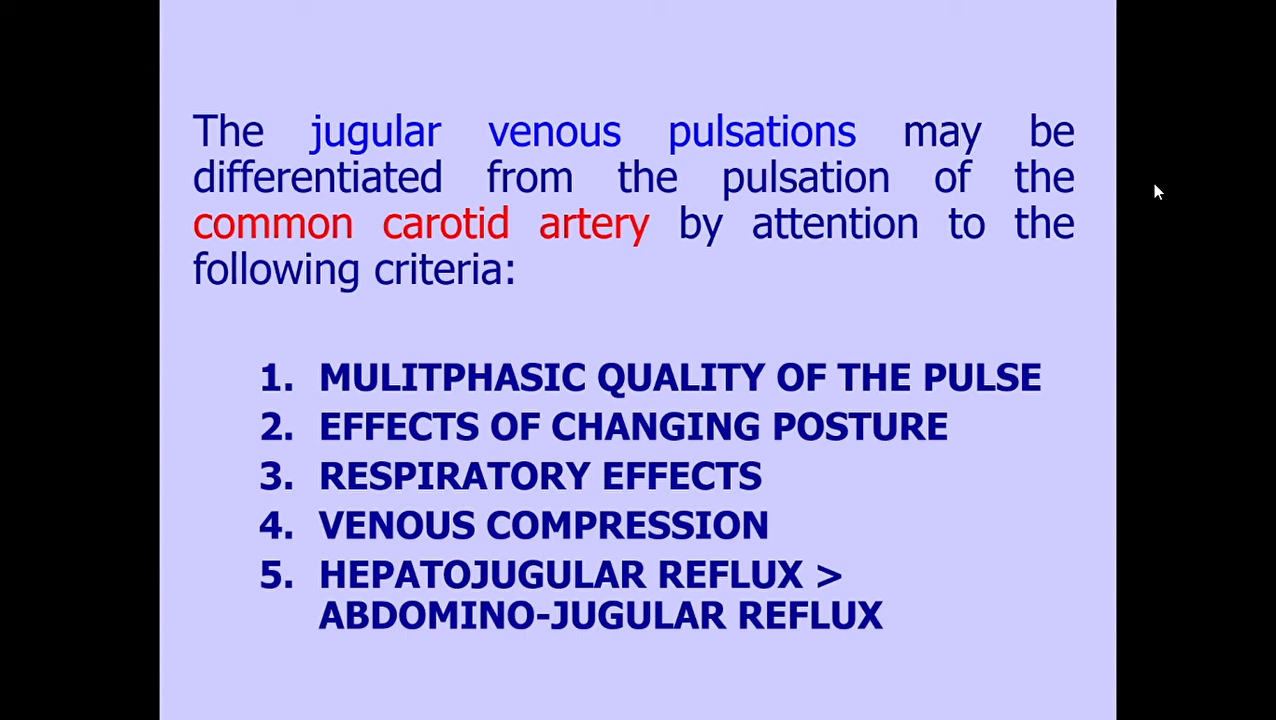 The jugular venous pulsations may be
differentiated from the pulsation of the
common carotid artery by attention to the
following criteria:
1. MULITPHASIC QUALITY OF THE PULSE
2. EFFECTS OF CHANGING POSTURE
3. RESPIRATORY EFFECTS
4. VENOUS COMPRESSION
5. HEPATOJUGULAR REFLUX >
ABDOMINO-JUGULAR REFLUX